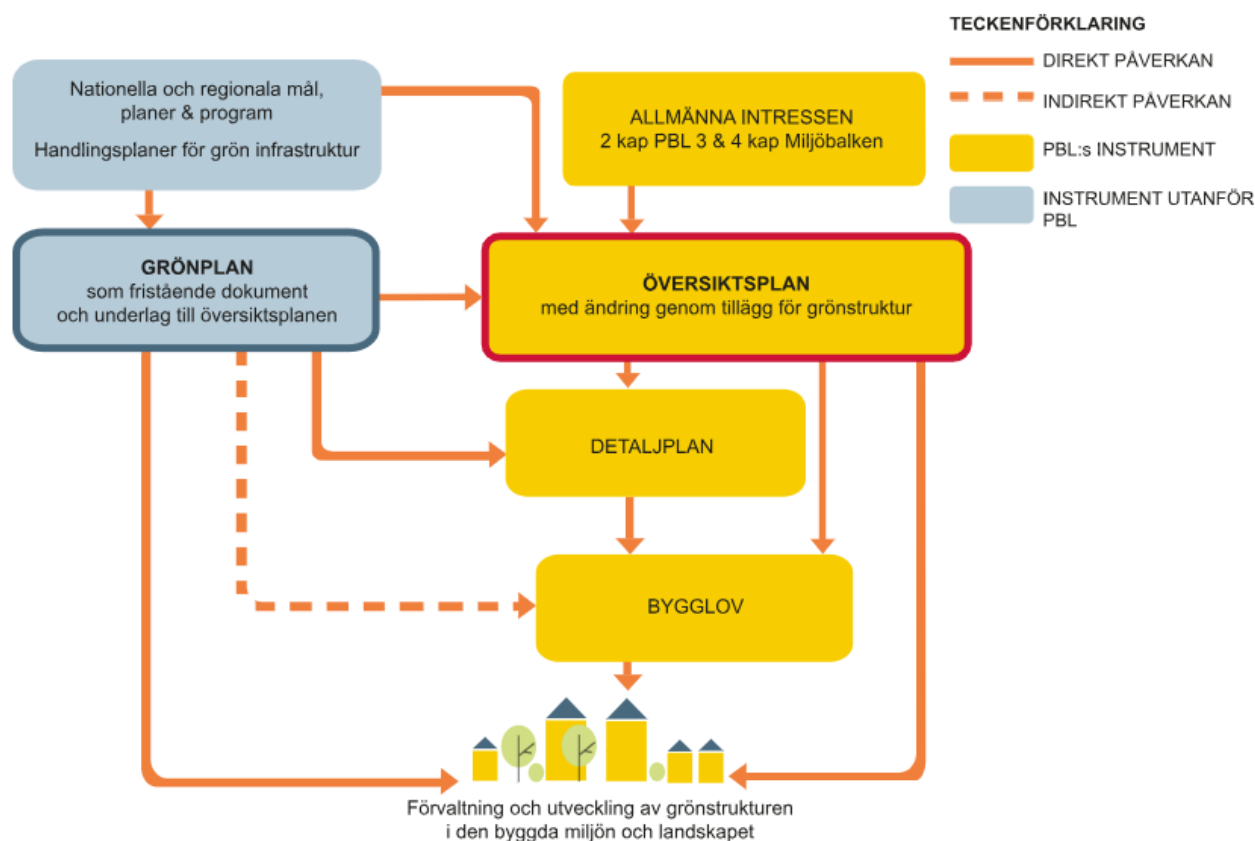 TECKENFÖRKLARING
DIREKT PÅVERKAN
INDIREKT PÅVERKAN
PBL:s INSTRUMENT
INSTRUMENT UTANFÖR
PBL
Nationella och regionala mål,
planer & program
Handlingsplaner för grön infrastruktur
ALLMÄNNA INTRESSEN
2 kap PBL 3 & 4 kap Miljöbalken
GRÖNPLAN
som fristående dokument
och underlag till översiktsplanen
ÖVERSIKTSPLAN
med ändring genom tillägg för grönstruktur
DETALJPLAN
BYGGLOV
Förvaltning och utveckling av grönstrukturen
i den byggda miljön och landskapet